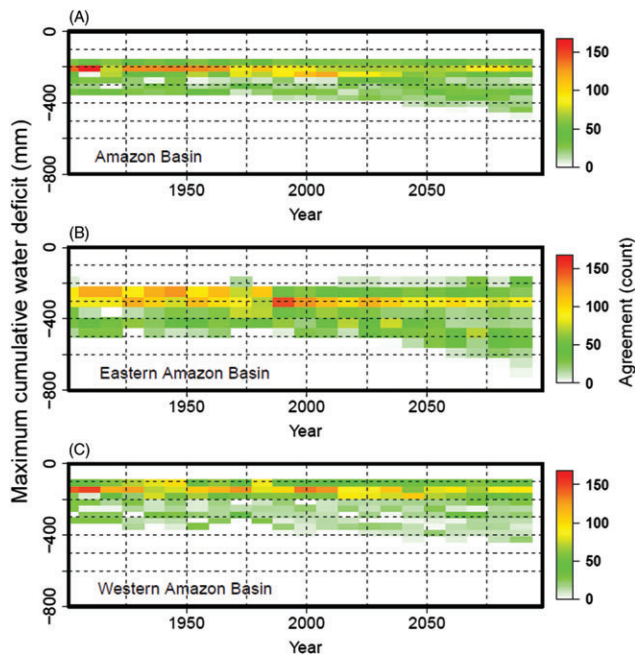 (A)
0
−400
−800
Amazon Basin
1950
2000
2050
Year
150
100
50
0
(B)
0
−400
−800
Eastern Amazon Basin
1950
2000
2050
Year
150
100
50
0
(C)
0
−400
−800
Western Amazon Basin
1950
2000
2050
Year
150
100
50
0
Maximum cumulative water deficit (mm)
Agreement (count)